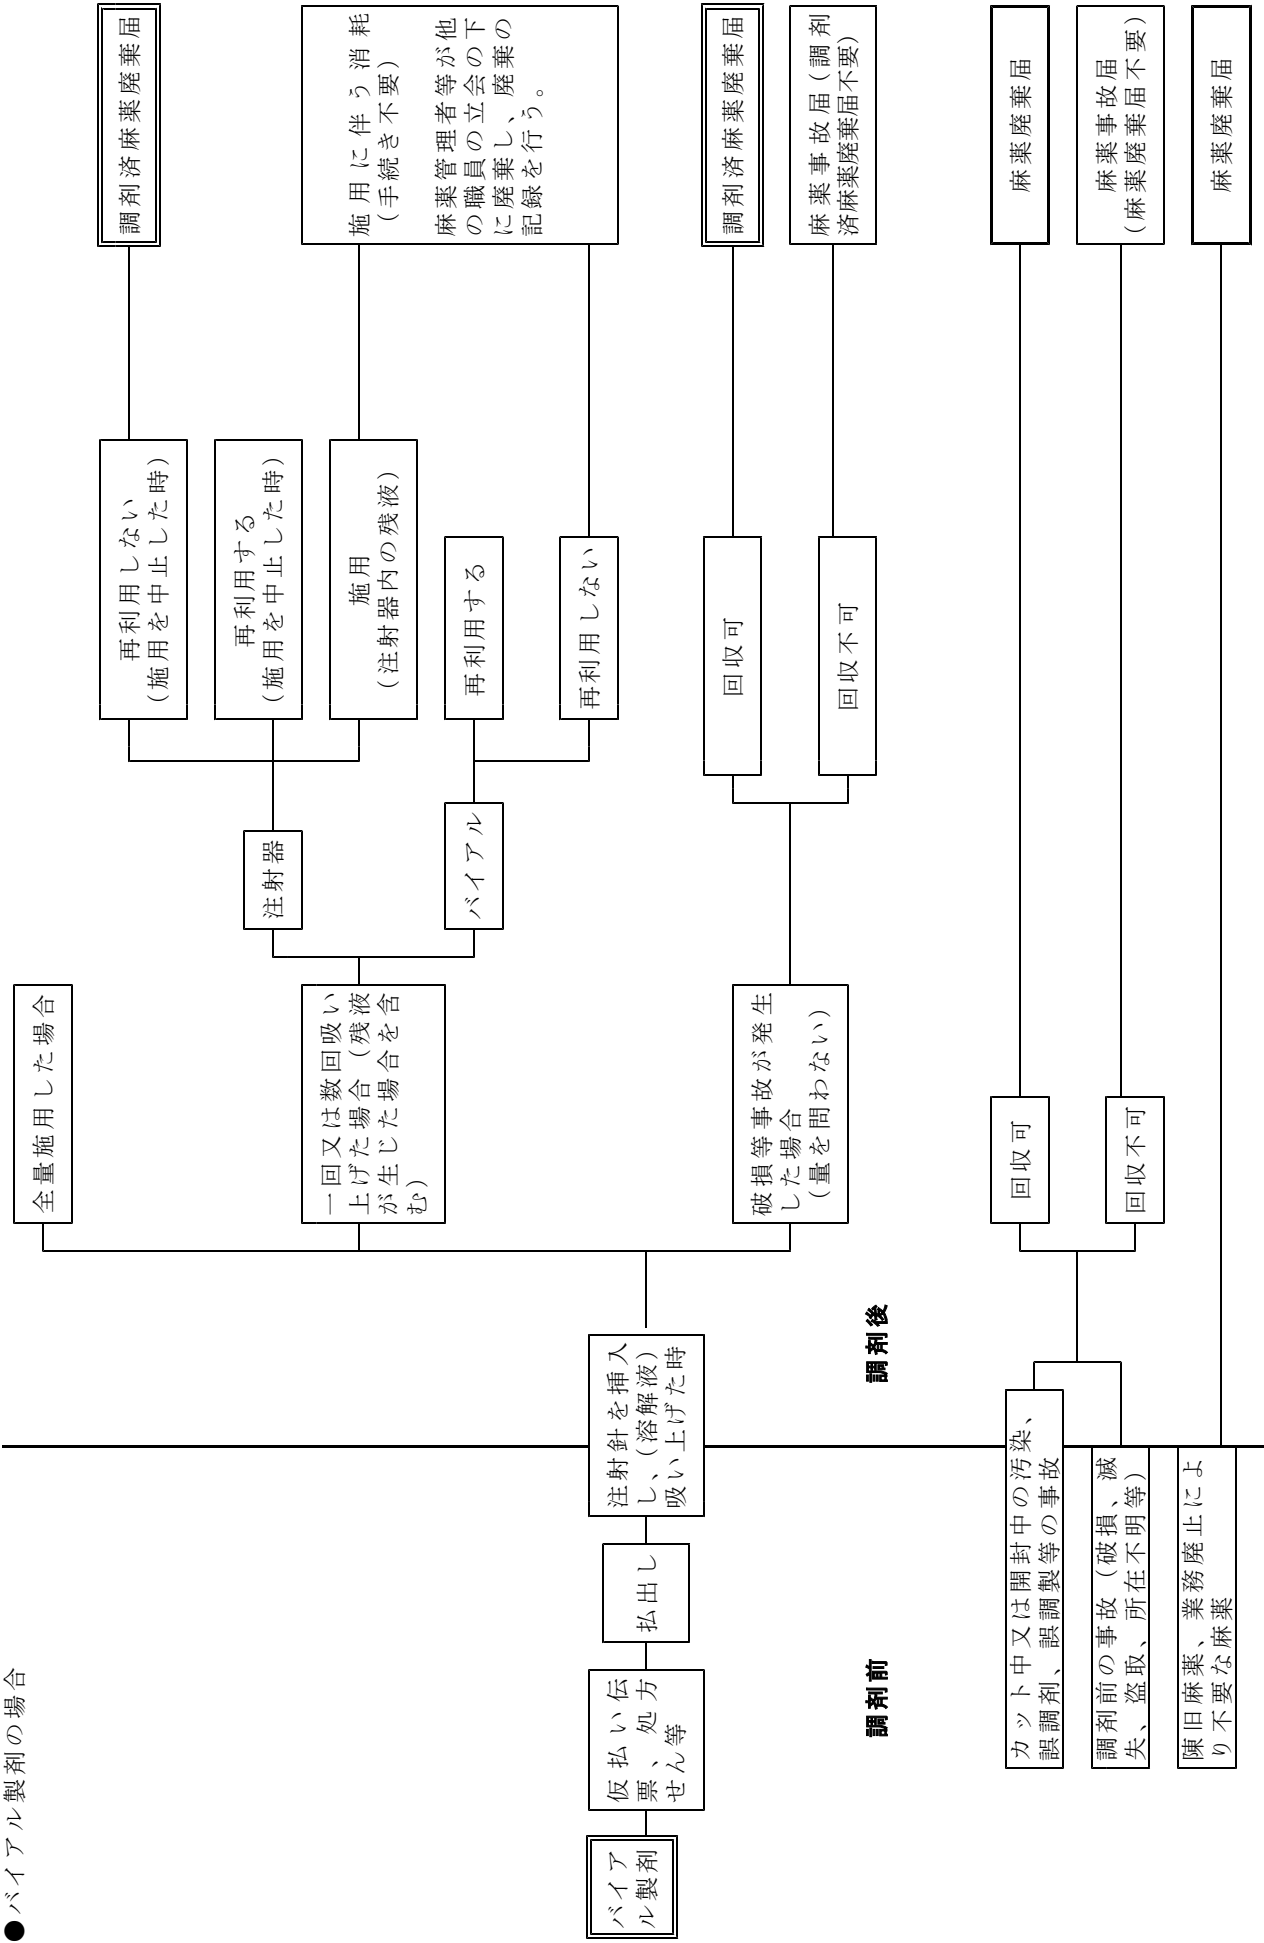 ●バイアル製剤の場合
バイア
ル製剤
仮払い伝
票、処方
せん等
払出し
注射針を挿入
し、（溶解液）
吸い上げた時
全量施用した場合
一回又は数回吸い
上げた場合（残液
が生じた場合を含
む）
注射器
バイアル
再利用しない
（施用を中止した時）
再利用する
（施用を中止した時）
施用
（注射器内の残液）
再利用する
再利用しない
調剤済麻薬廃棄届
施用に伴う消耗
（手続き不要）
麻薬管理者等が他
の職員の立会の下
に廃棄し、廃棄の
記録を行う。
破損等事故が発生
した場合
（量を問わない）
回収可
回収不可
調剤済麻薬廃棄届
麻薬事故届（調剤
済麻薬廃棄届不要）
調剤前
調剤後
カット中又は開封中の汚染、
誤調剤、誤調製等の事故
調剤前の事故（破損、滅
失、盗取、所在不明等）
陳旧麻薬、業務廃止によ
り不要な麻薬
回収可
回収不可
麻薬廃棄届
麻薬事故届
（麻薬廃棄届不要）
麻薬廃棄届